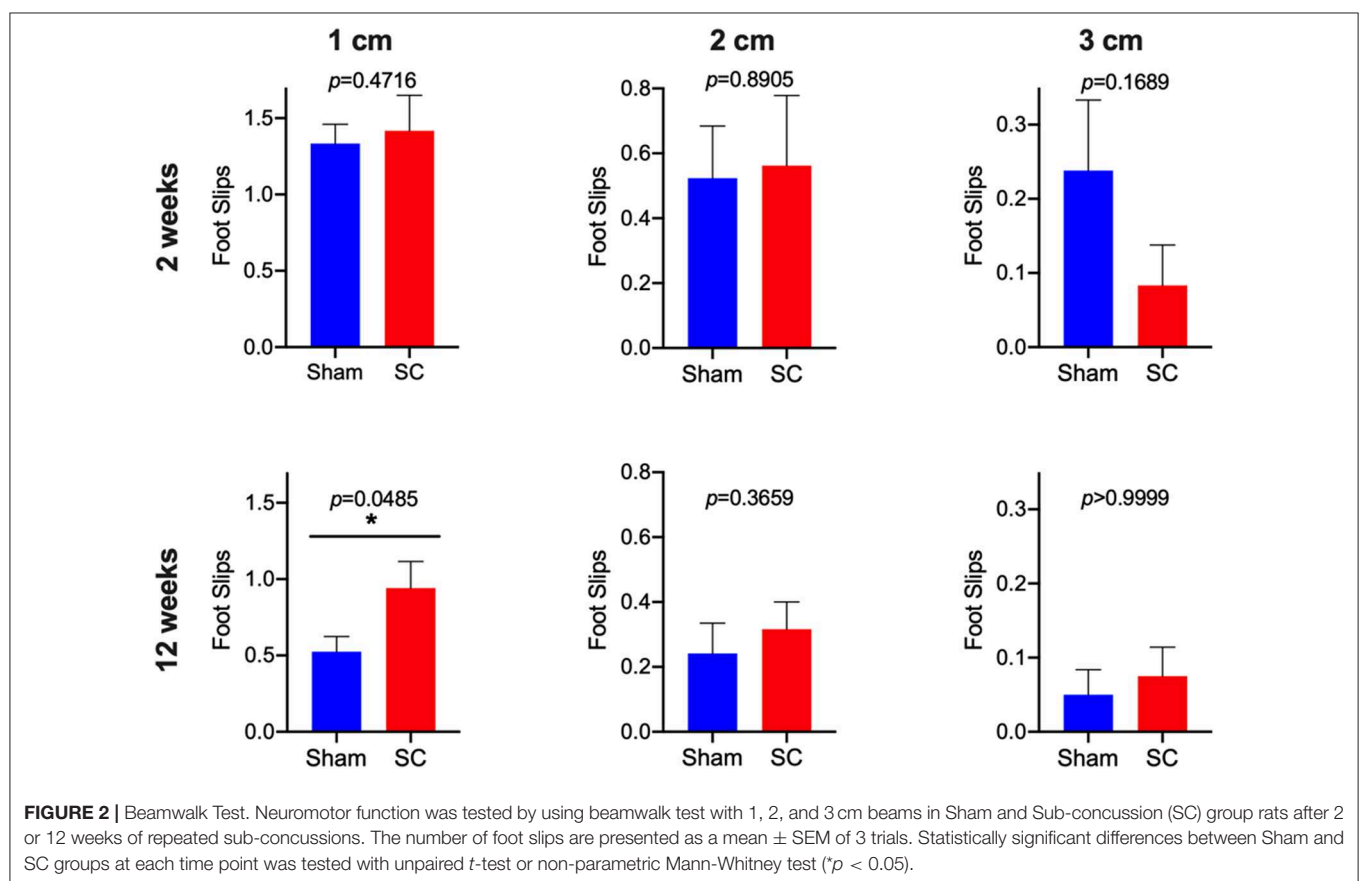 1 cm
2 cm
3 cm
2 weeks
p=0.4716
Foot Slips
1.5
1.0
0.5
0.0
Sham
SC
p=0.8905
Foot Slips
0.8
0.6
0.4
0.2
0.0
Sham
SC
p=0.1689
Foot Slips
0.3
0.2
0.1
0.0
Sham
SC
12 weeks
p=0.0485
*
Foot Slips
1.5
1.0
0.5
0.0
Sham
SC
p=0.3659
Foot Slips
0.8
0.6
0.4
0.2
0.0
Sham
SC
p>0.9999
Foot Slips
0.3
0.2
0.1
0.0
Sham
SC
FIGURE 2 | Beamwalk Test. Neuromotor function was tested by using beamwalk test with 1, 2, and 3 cm beams in Sham and Sub-concussion (SC) group rats after 2
or 12 weeks of repeated sub-concussions. The number of foot slips are presented as a mean ± SEM of 3 trials. Statistically significant differences between Sham and
SC groups at each time point was tested with unpaired t-test or non-parametric Mann-Whitney test (*p < 0.05).